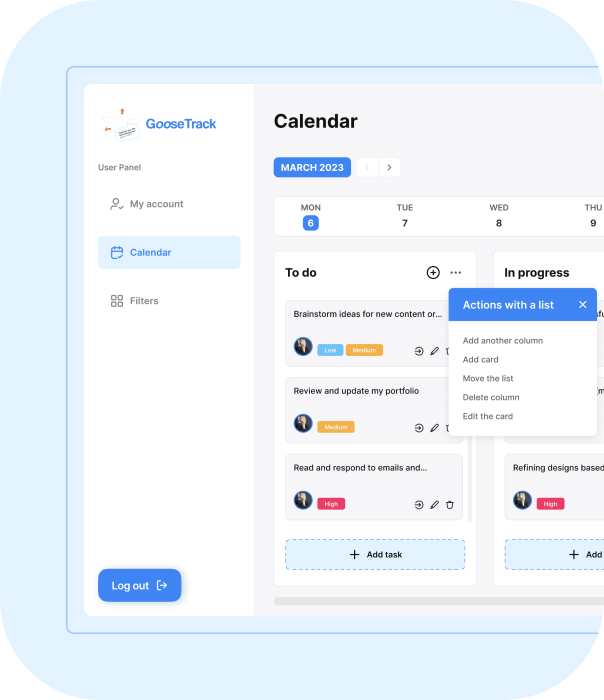 GooseTrack
User Panel
My account
Calendar
Filters
Log out
Calendar
MARCH 2023
MON TUE WED THU
6 7 8 9
To do
Brainstorm ideas for new content or...
Low Medium
Review and update my portfolio
Medium
Read and respond to emails and...
High
Add task
In progress
Actions with a list
Add another column
Add card
Move the list
Delete column
Edit the card
Refining designs based
High
Add